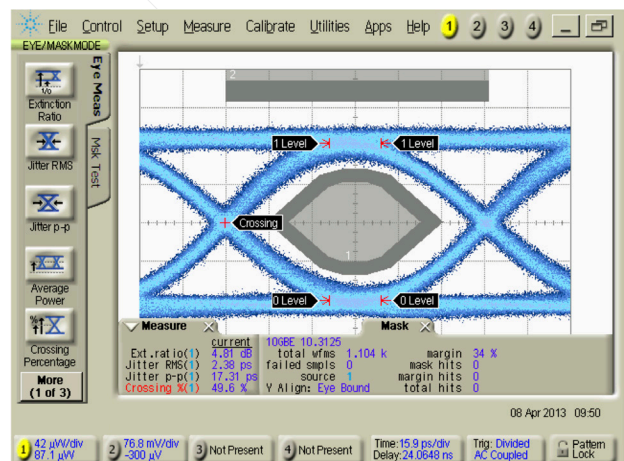 File Control Setup Measure Calibrate Utilities Apps Help 1 2 3 4
EYE/MASK MODE
Eye Meas
Msk Test
Extinction Ratio
Jitter RMS
Jitter p-p
Average Power
Crossing Percentage
More (1 of 3)
2
1 Level 1 Level
Crossing
1
0 Level 0 Level
Measure Mask
current
Ext.ratio(1) 4.81 dB
Jitter RMS(1) 2.38 ps
Jitter p-p(1) 17.31 ps
Crossing %(1) 49.6 %
10GBE 10.3125
total wfms 1.104 k margin 34 %
failed smpls 0 mask hits 0
source 1 margin hits 0
Y Align: Eye Bound total hits 0
08 Apr 2013 09:50
1 42 µW/div
87.1 µW
2 76.8 mV/div
-300 µV
3 Not Present
4 Not Present
Time:15.9 ps/div
Delay:24.0648 ns
Trig: Divided
AC Coupled
Pattern Lock